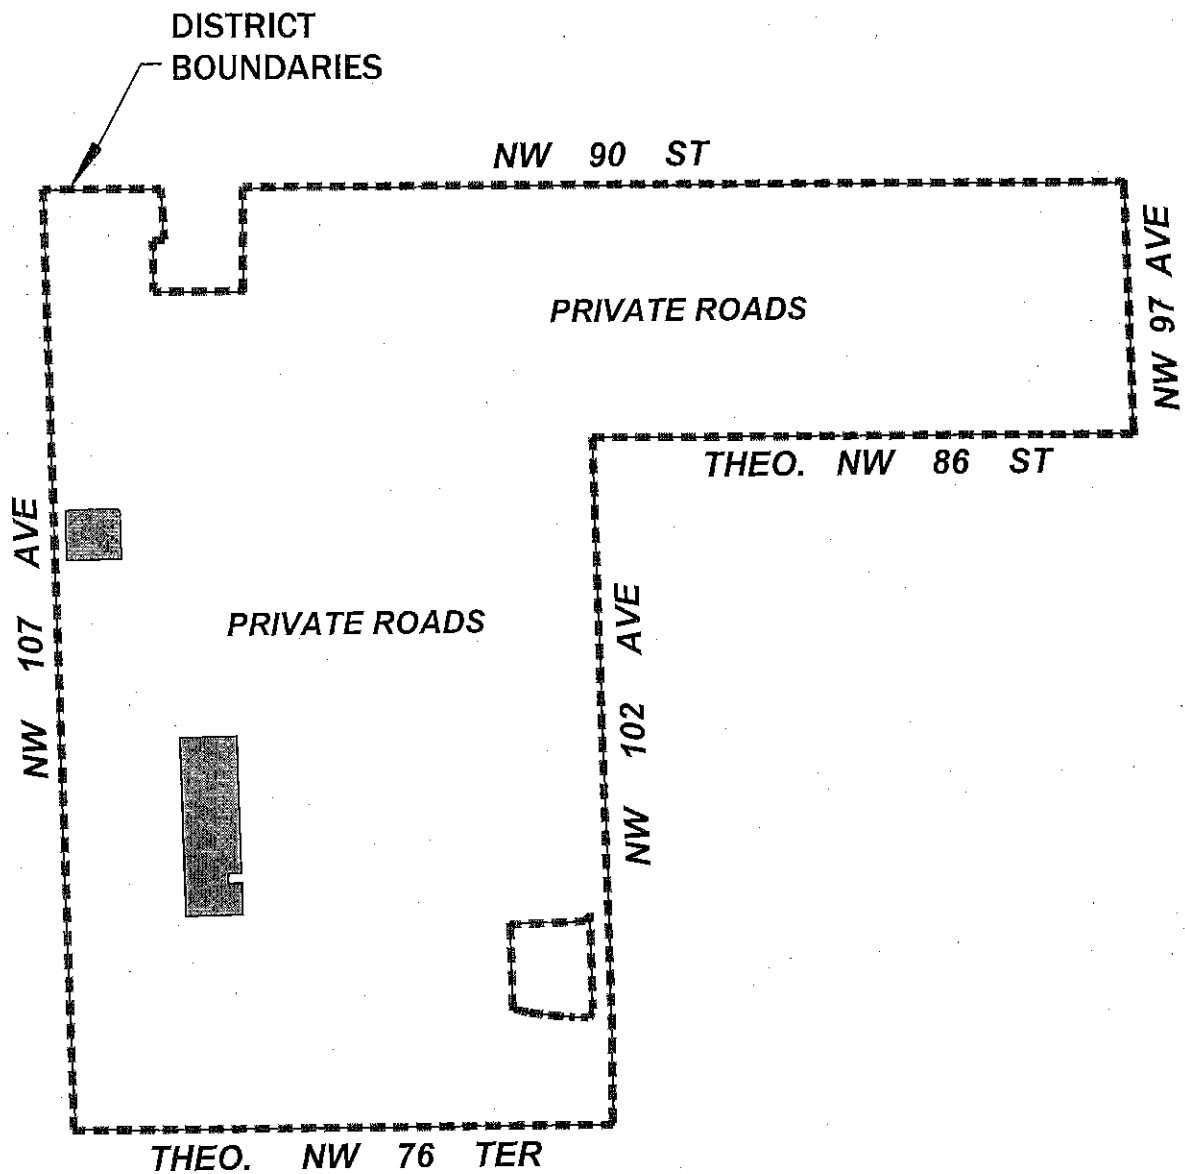 DISTRICT
BOUNDARIES
NW 90 ST
NW 97 AVE
PRIVATE ROADS
THEO. NW 86 ST
NW 107 AVE
PRIVATE ROADS
NW 102 AVE
THEO. NW 76 TER